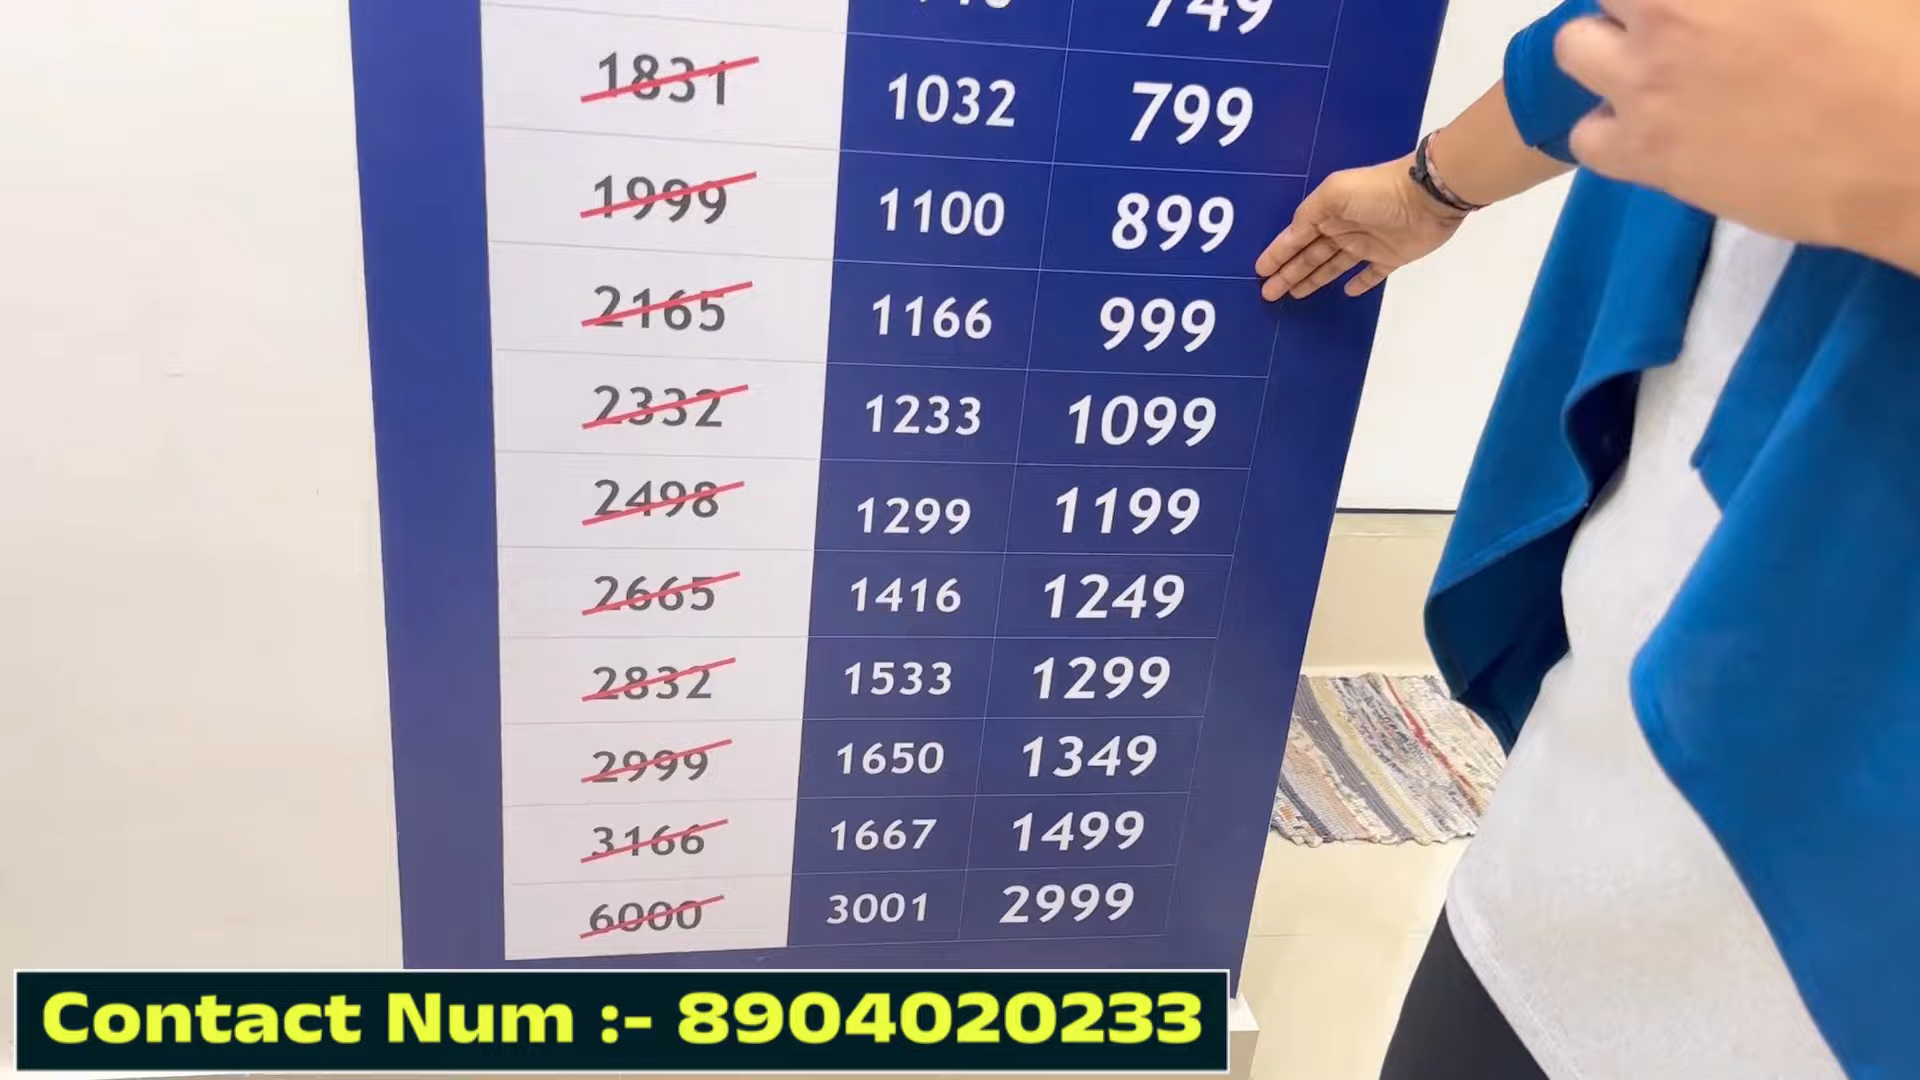 749
1831 1032 799
1999 1100 899
2165 1166 999
2332 1233 1099
2498 1299 1199
2665 1416 1249
2832 1533 1299
2999 1650 1349
3166 1667 1499
6000 3001 2999
Contact Num :- 8904020233